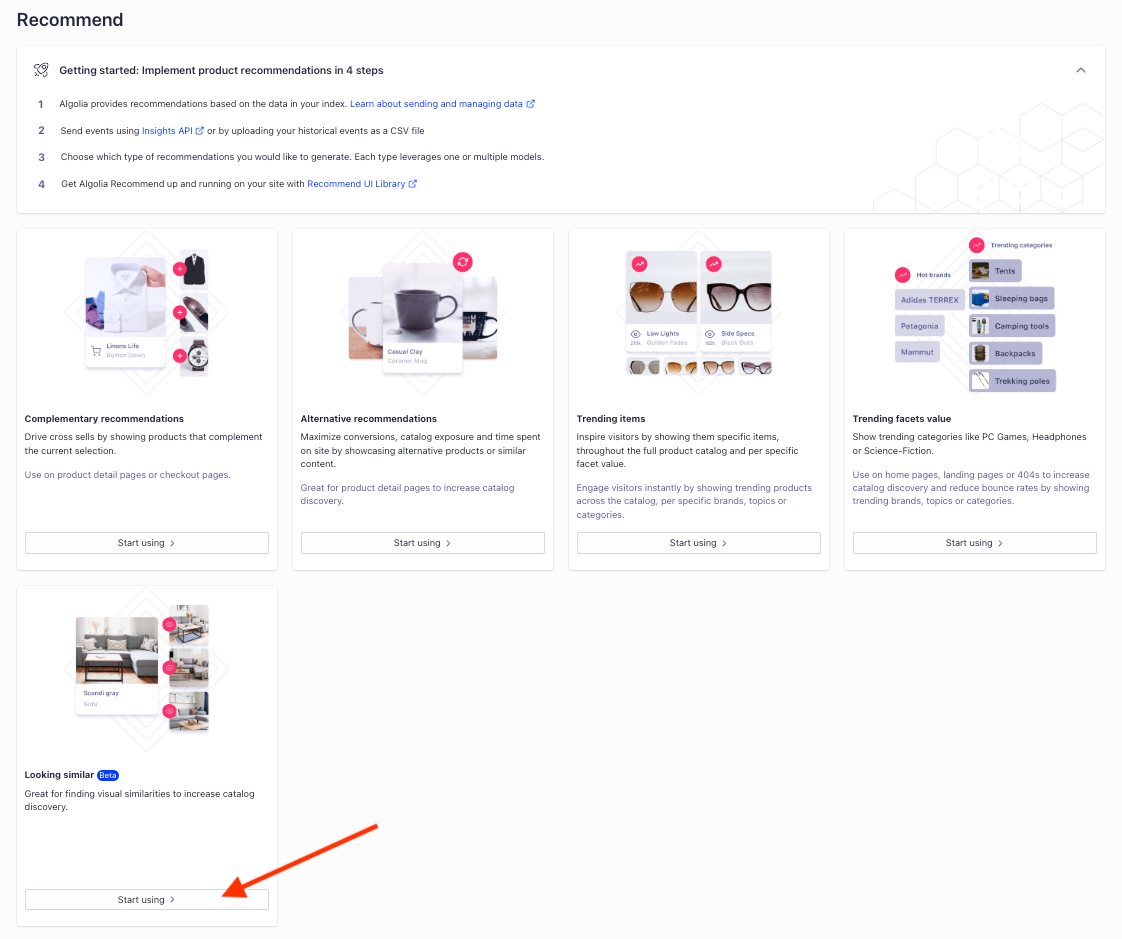 Recommend
Getting started: Implement product recommendations in 4 steps
1 Algolia provides recommendations based on the data in your index. Learn about sending and managing data
2 Send events using Insights API or by uploading your historical events as a CSV file
3 Choose which type of recommendations you would like to generate. Each type leverages one or multiple models.
4 Get Algolia Recommend up and running on your site with Recommend UI Library
Linens Life
Button Down
Complementary recommendations
Drive cross sells by showing products that complement
the current selection.
Use on product detail pages or checkout pages.
Start using
Casual Clay
Ceramic Mug
Alternative recommendations
Maximize conversions, catalog exposure and time spent
on site by showcasing alternative products or similar
content.
Great for product detail pages to increase catalog
discovery.
Start using
Low Lights
Golden Fades
Side Specs
Black Outs
Trending items
Inspire visitors by showing them specific items,
throughout the full product catalog and per specific
facet value.
Engage visitors instantly by showing trending products
across the catalog, per specific brands, topics or
categories.
Start using
Hot brands
Adidas TERREX
Patagonia
Mammut
Trending categories
Tents
Sleeping bags
Camping tools
Backpacks
Trekking poles
Trending facets value
Show trending categories like PC Games, Headphones
or Science-Fiction.
Use on home pages, landing pages or 404s to increase
catalog discovery and reduce bounce rates by showing
trending brands, topics or categories.
Start using
Scandi gray
Sofa
Looking similar Beta
Great for finding visual similarities to increase catalog
discovery.
Start using